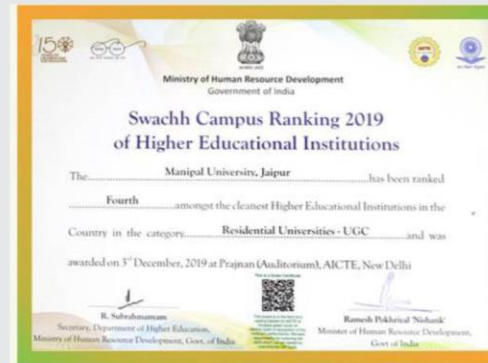 150
Ministry of Human Resource Development
Government of India
Swachh Campus Ranking 2019
of Higher Educational Institutions
The Manipal University, Jaipur has been ranked
Fourth amongst the cleanest Higher Educational Institutions in the
Country in the category Residential Universities - UGC and was
awarded on 3rd December, 2019 at Prajnan (Auditorium), AICTE, New Delhi
R. Subrahmanyam
Secretary, Department of Higher Education,
Ministry of Human Resource Development, Govt. of India
Ramesh Pokhriyal 'Nishank'
Minister of Human Resource Development,
Govt of India